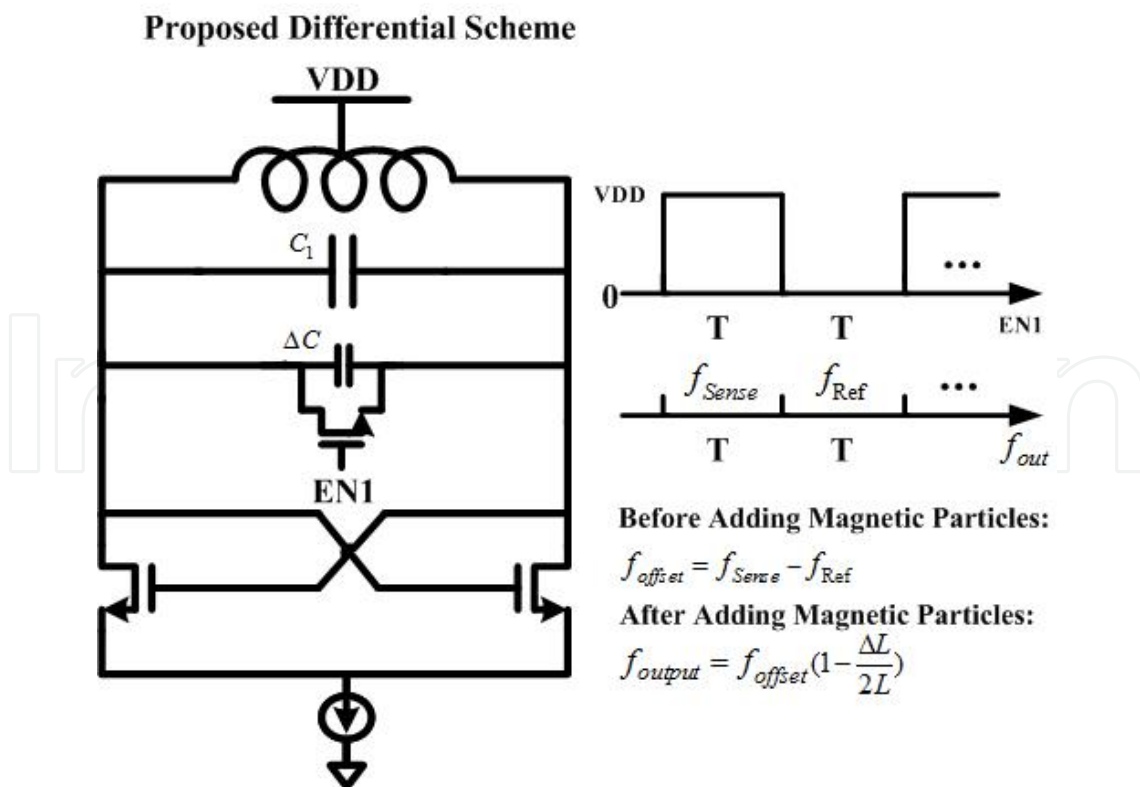 Proposed Differential Scheme
VDD
C₁
ΔC
EN1
VDD
0
...
T T EN1
f_Sense f_Ref ...
T T f_out
Before Adding Magnetic Particles:
f_offset = f_Sense − f_Ref
After Adding Magnetic Particles:
f_output = f_offset(1 − ΔL/2L)